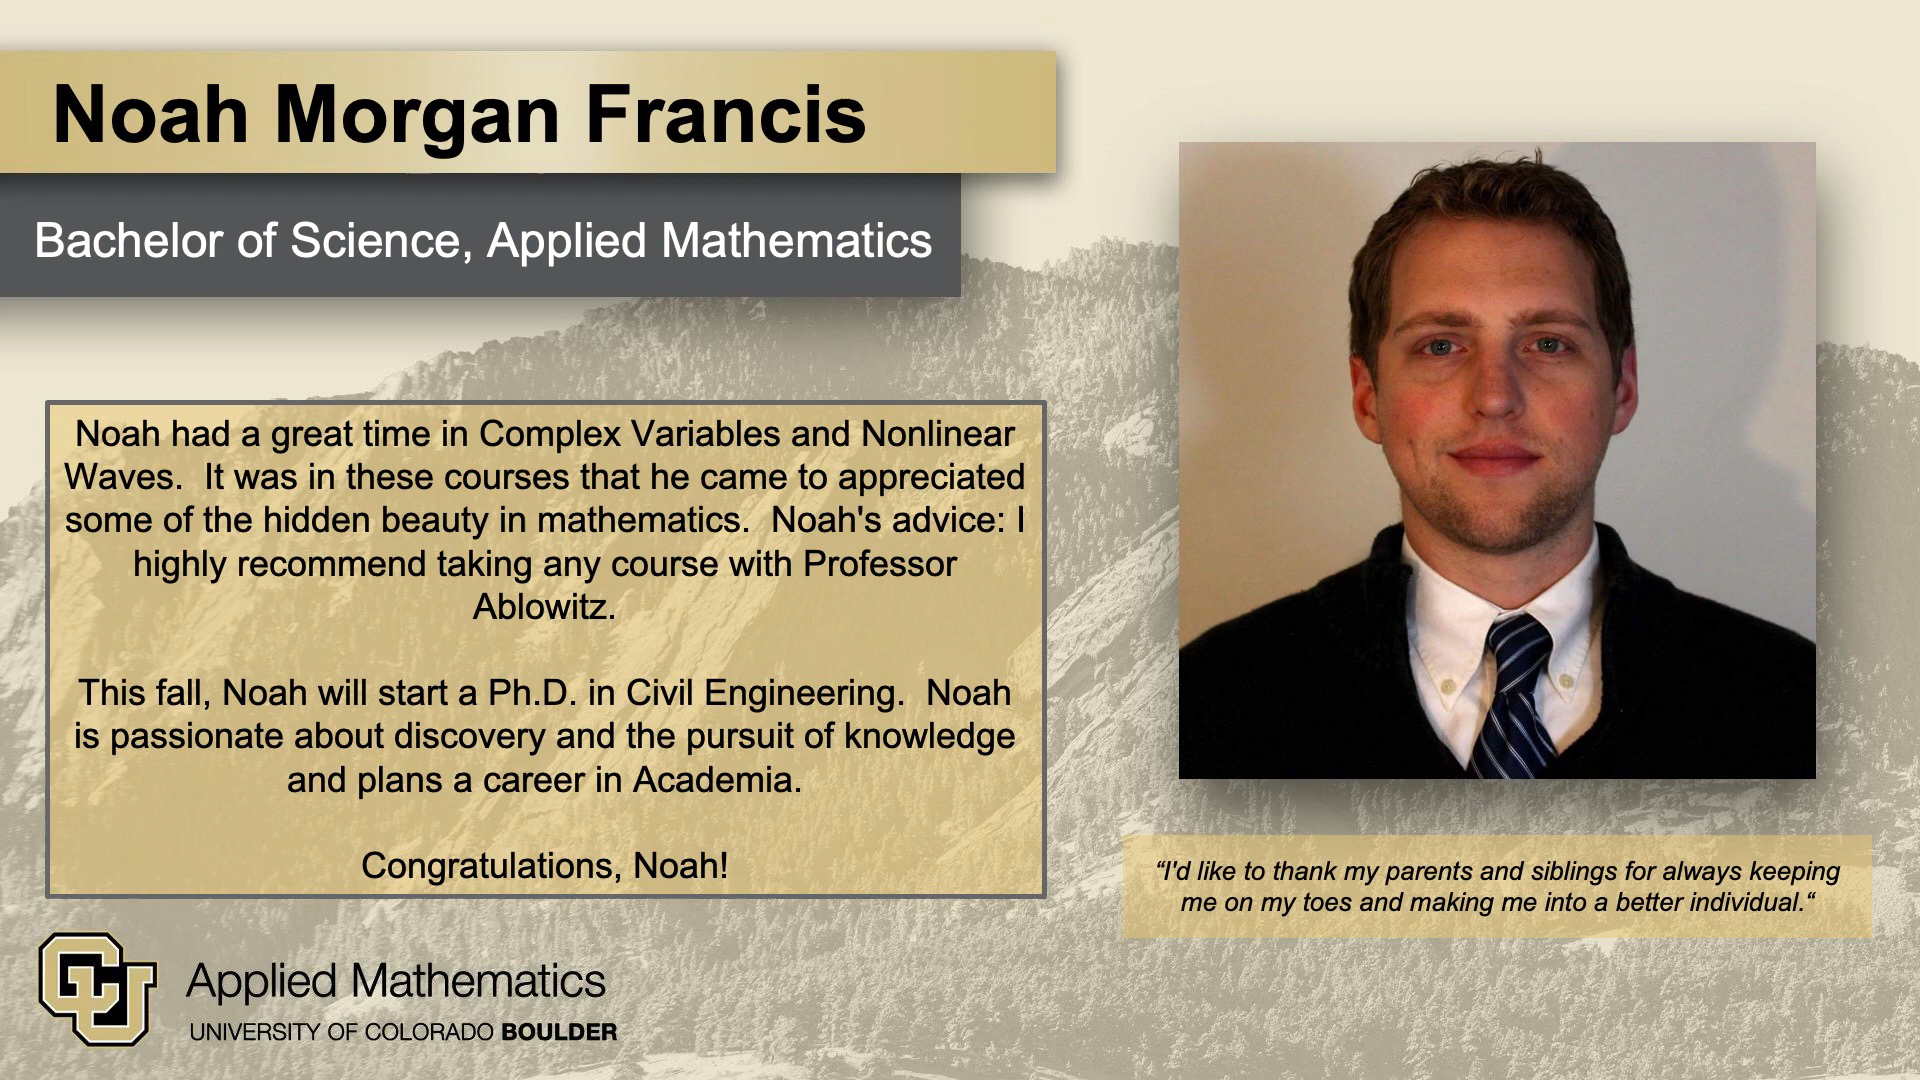 Noah Morgan Francis
Bachelor of Science, Applied Mathematics
Noah had a great time in Complex Variables and Nonlinear
Waves.  It was in these courses that he came to appreciated
some of the hidden beauty in mathematics.  Noah's advice: I
highly recommend taking any course with Professor
Ablowitz.
This fall, Noah will start a Ph.D. in Civil Engineering.  Noah
is passionate about discovery and the pursuit of knowledge
and plans a career in Academia.
Congratulations, Noah!
“I'd like to thank my parents and siblings for always keeping
me on my toes and making me into a better individual.“
CU
Applied Mathematics
UNIVERSITY OF COLORADO BOULDER